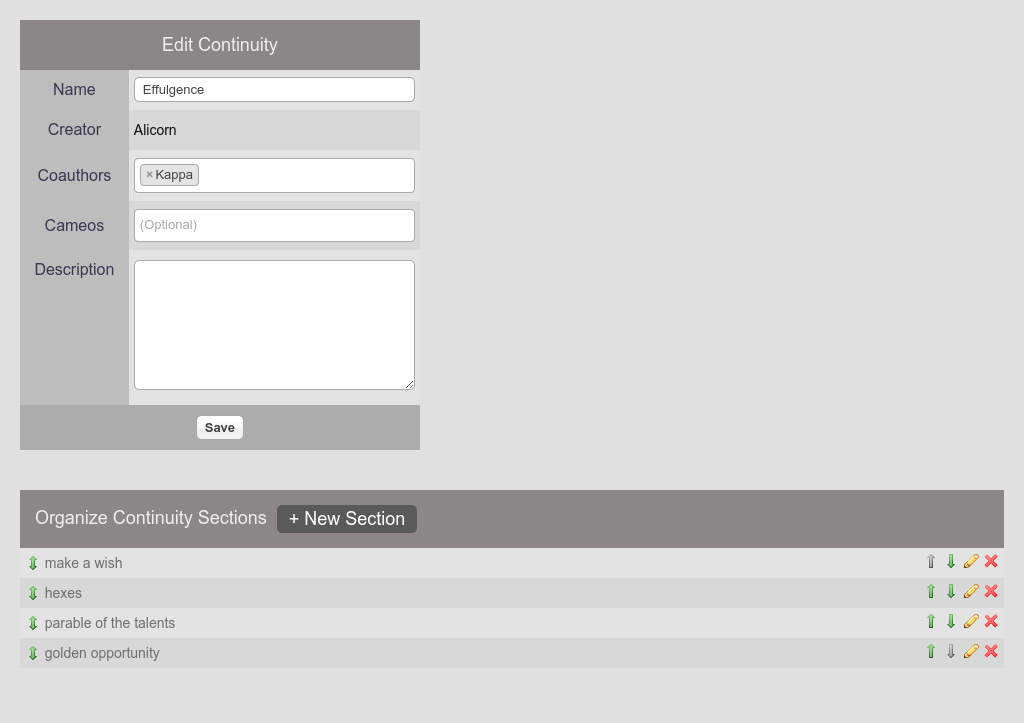 Edit Continuity
Name
Effulgence
Creator
Alicorn
Coauthors
×Kappa
Cameos
(Optional)
Description
Save
Organize Continuity Sections
+ New Section
make a wish
hexes
parable of the talents
golden opportunity